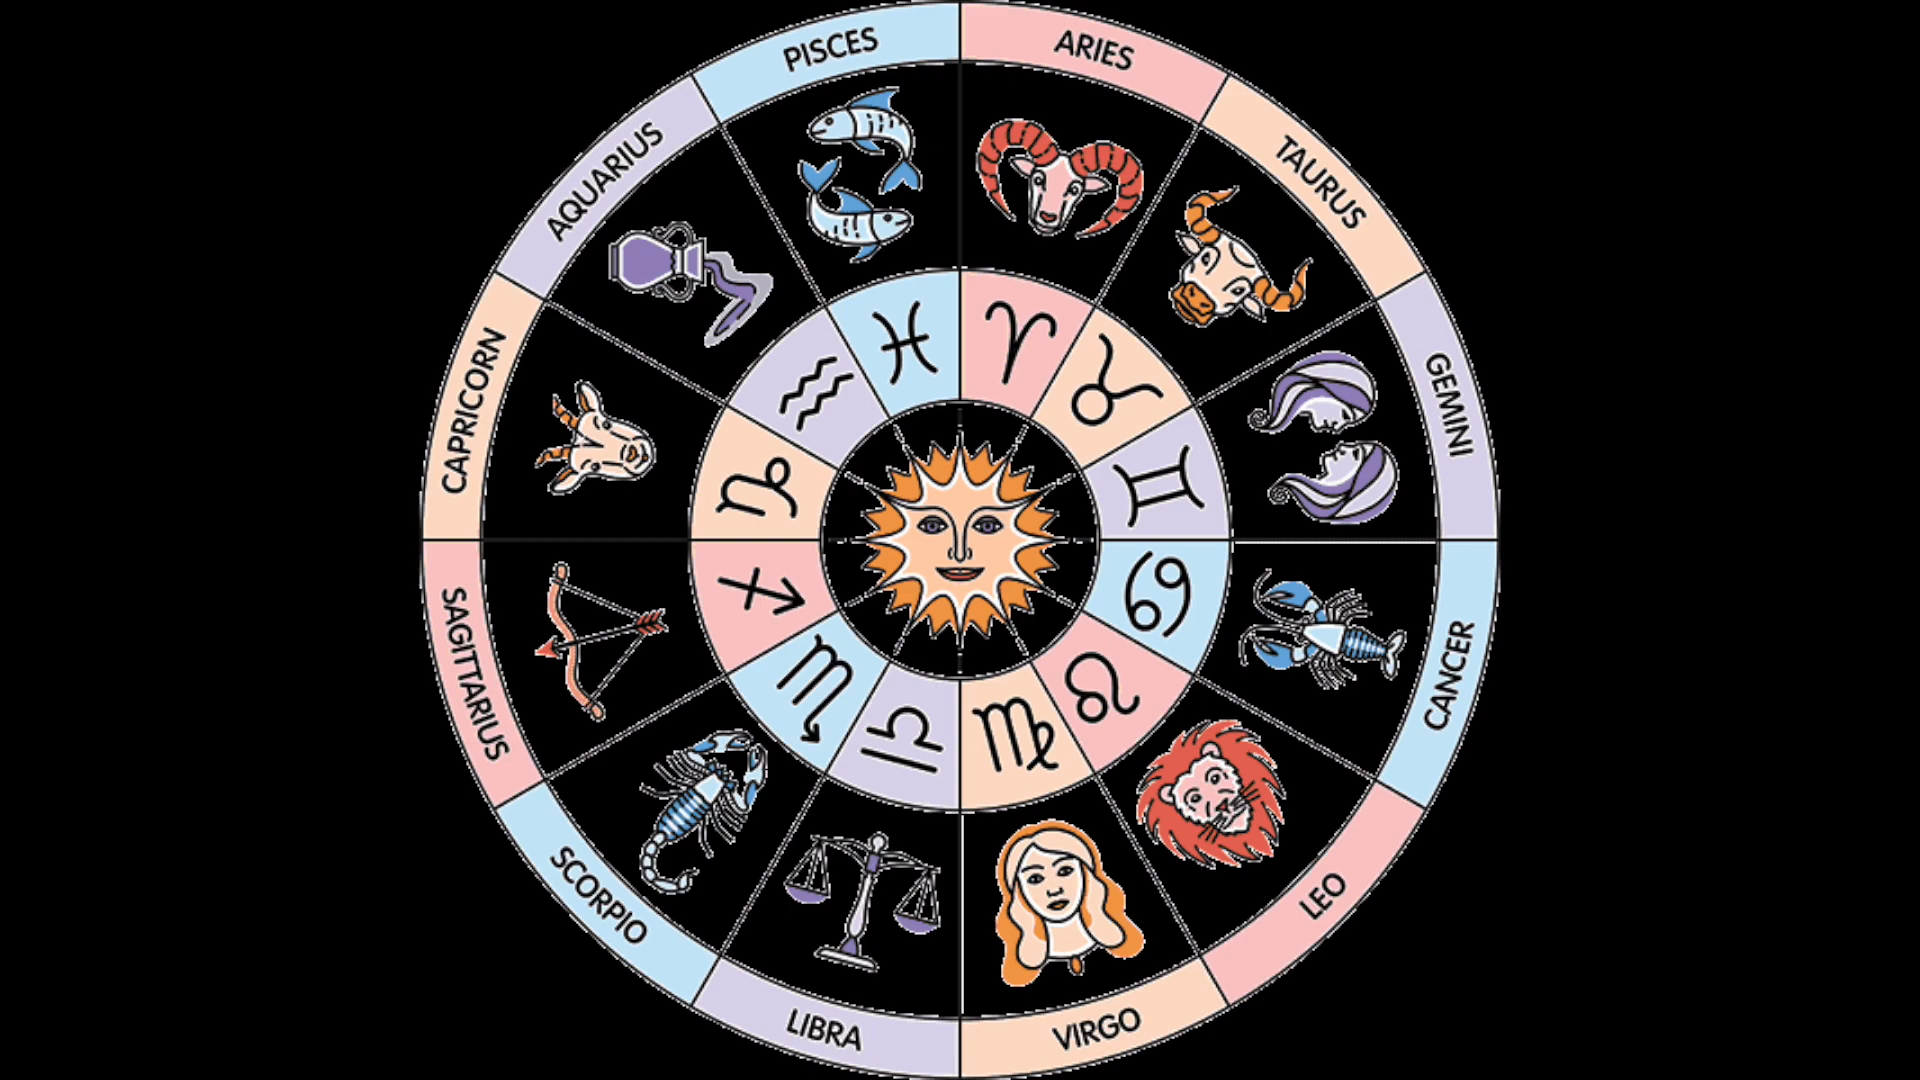 ARIES
TAURUS
GEMINI
CANCER
LEO
VIRGO
LIBRA
SCORPIO
SAGITTARIUS
CAPRICORN
AQUARIUS
PISCES